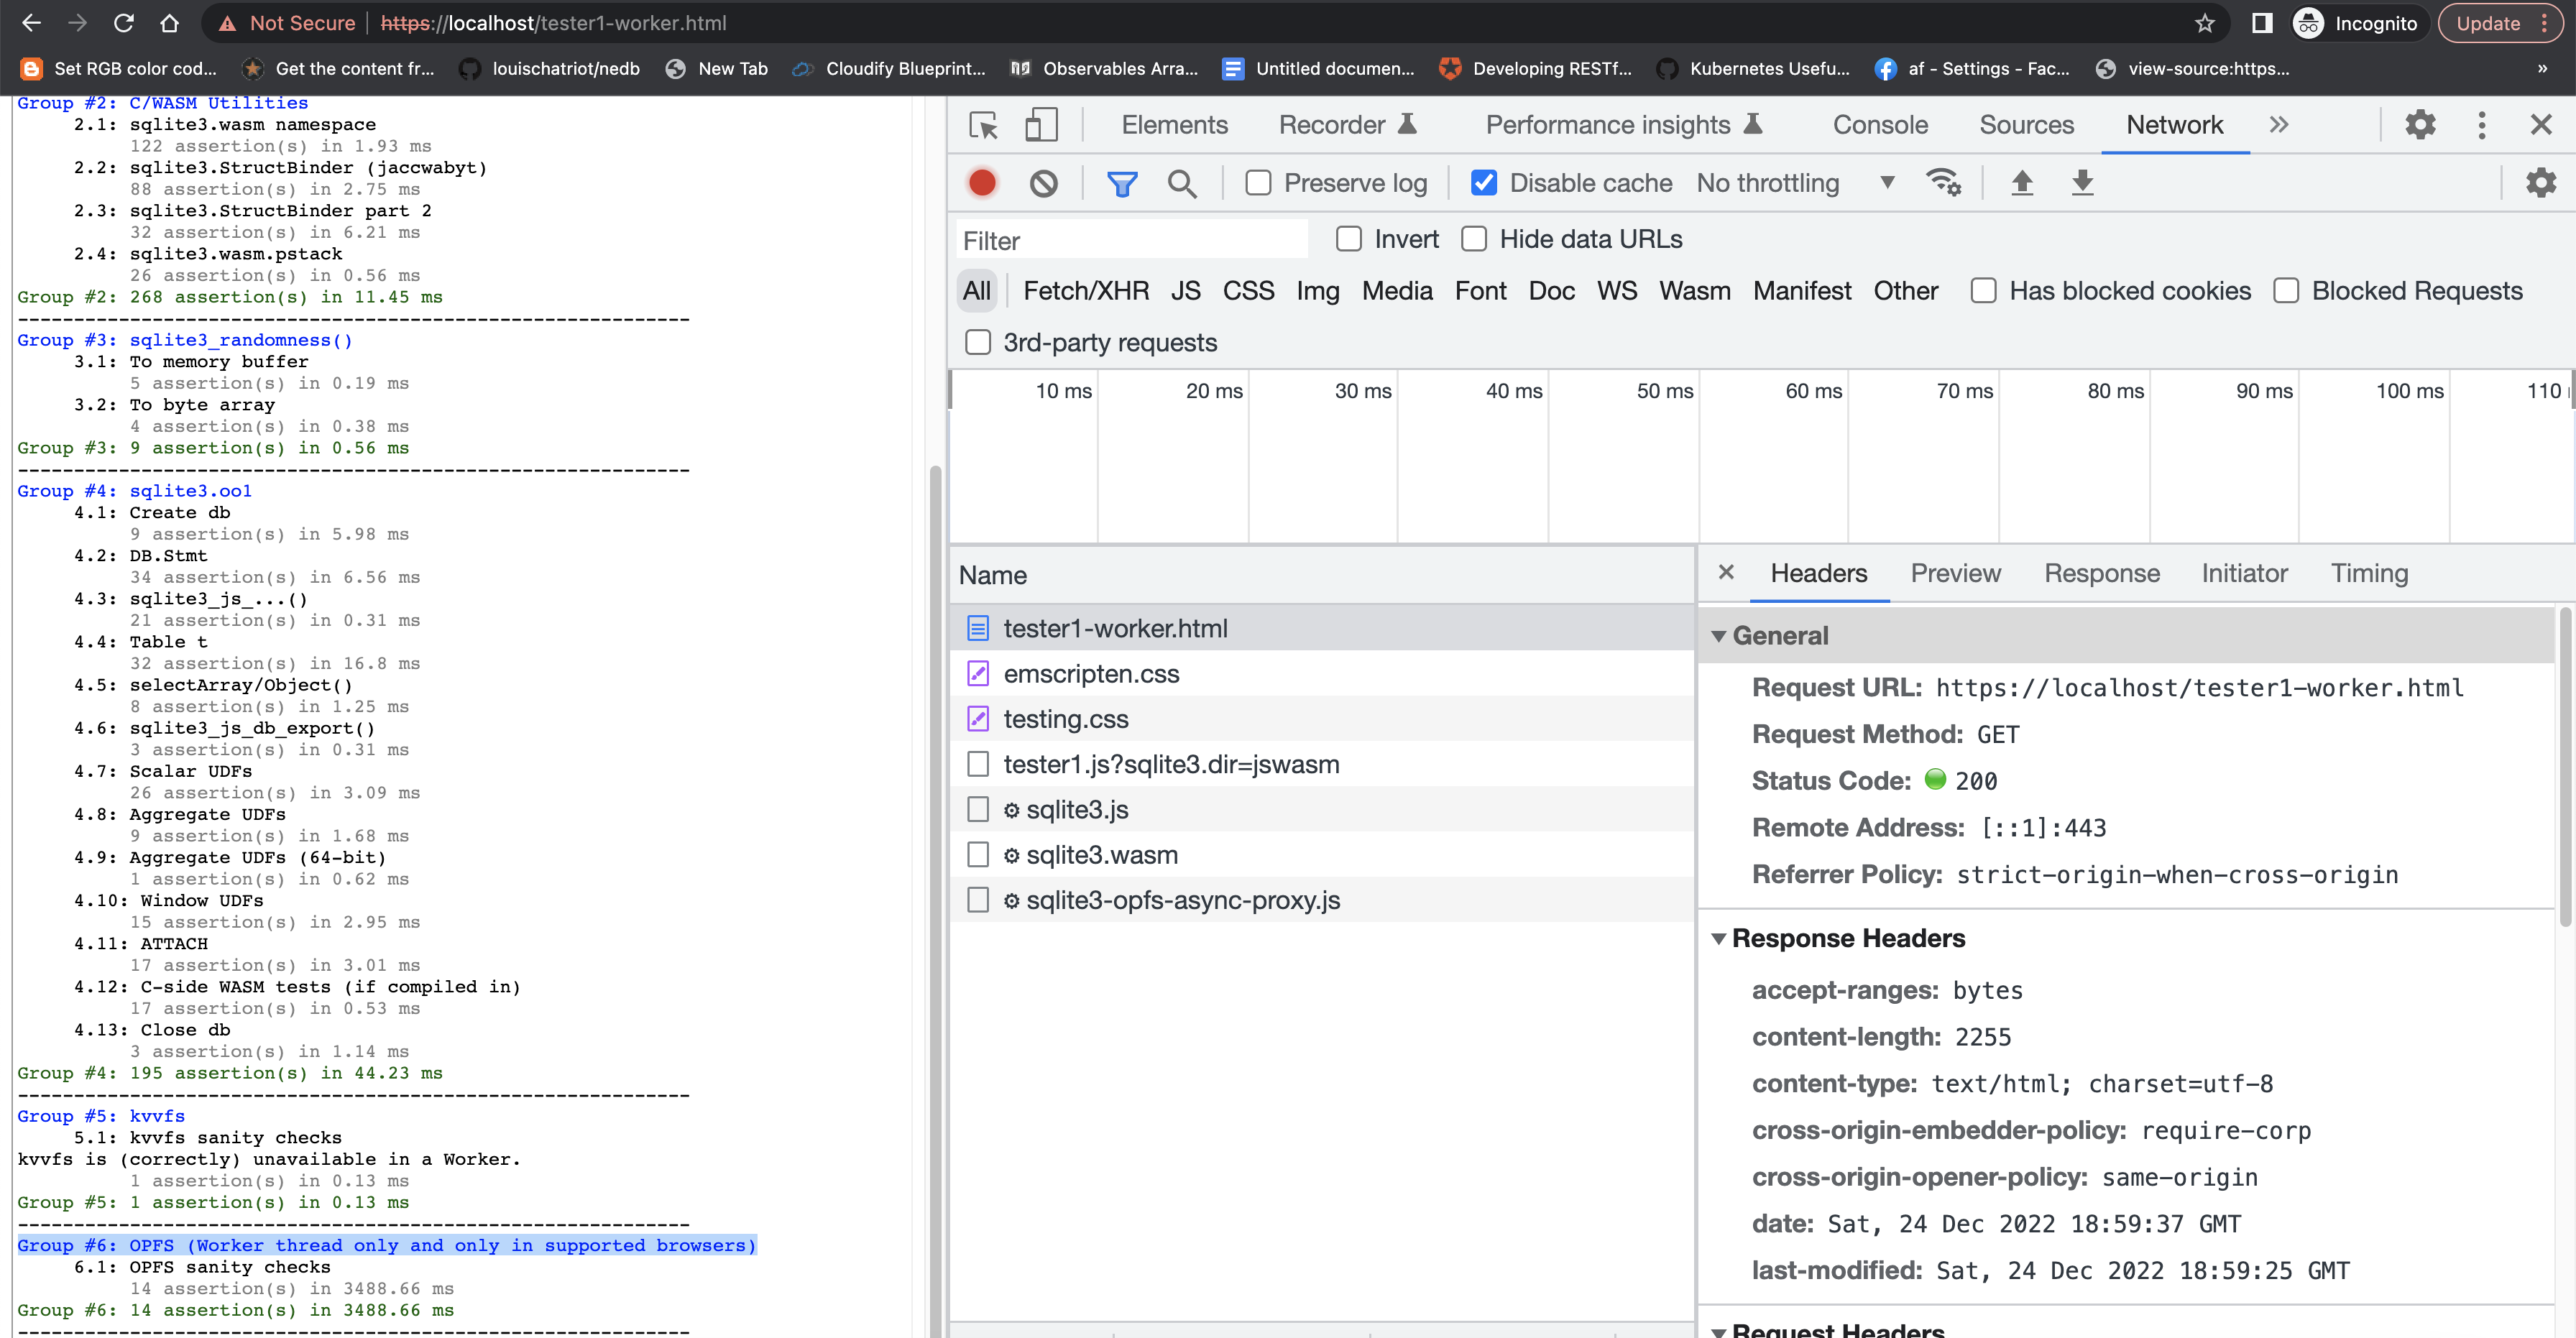 Not Secure https://localhost/tester1-worker.html Incognito Update
Set RGB color cod... Get the content fr... louischatriot/nedb New Tab Cloudify Blueprint... Observables Arra... Untitled documen... Developing RESTf... Kubernetes Usefu... af - Settings - Fac... view-source:https... »
Group #2: C/WASM Utilities
2.1: sqlite3.wasm namespace
122 assertion(s) in 1.93 ms
2.2: sqlite3.StructBinder (jaccwabyt)
88 assertion(s) in 2.75 ms
2.3: sqlite3.StructBinder part 2
32 assertion(s) in 6.21 ms
2.4: sqlite3.wasm.pstack
26 assertion(s) in 0.56 ms
Group #2: 268 assertion(s) in 11.45 ms
------------------------------------------------------------
Group #3: sqlite3_randomness()
3.1: To memory buffer
5 assertion(s) in 0.19 ms
3.2: To byte array
4 assertion(s) in 0.38 ms
Group #3: 9 assertion(s) in 0.56 ms
------------------------------------------------------------
Group #4: sqlite3.oo1
4.1: Create db
9 assertion(s) in 5.98 ms
4.2: DB.Stmt
34 assertion(s) in 6.56 ms
4.3: sqlite3_js_...()
21 assertion(s) in 0.31 ms
4.4: Table t
32 assertion(s) in 16.8 ms
4.5: selectArray/Object()
8 assertion(s) in 1.25 ms
4.6: sqlite3_js_db_export()
3 assertion(s) in 0.31 ms
4.7: Scalar UDFs
26 assertion(s) in 3.09 ms
4.8: Aggregate UDFs
9 assertion(s) in 1.68 ms
4.9: Aggregate UDFs (64-bit)
1 assertion(s) in 0.62 ms
4.10: Window UDFs
15 assertion(s) in 2.95 ms
4.11: ATTACH
17 assertion(s) in 3.01 ms
4.12: C-side WASM tests (if compiled in)
17 assertion(s) in 0.53 ms
4.13: Close db
3 assertion(s) in 1.14 ms
Group #4: 195 assertion(s) in 44.23 ms
------------------------------------------------------------
Group #5: kvvfs
5.1: kvvfs sanity checks
kvvfs is (correctly) unavailable in a Worker.
1 assertion(s) in 0.13 ms
Group #5: 1 assertion(s) in 0.13 ms
------------------------------------------------------------
Group #6: OPFS (Worker thread only and only in supported browsers)
6.1: OPFS sanity checks
14 assertion(s) in 3488.66 ms
Group #6: 14 assertion(s) in 3488.66 ms
------------------------------------------------------------
Elements Recorder Performance insights Console Sources Network »
Preserve log Disable cache No throttling
Filter Invert Hide data URLs
All Fetch/XHR JS CSS Img Media Font Doc WS Wasm Manifest Other Has blocked cookies Blocked Requests
3rd-party requests
10 ms 20 ms 30 ms 40 ms 50 ms 60 ms 70 ms 80 ms 90 ms 100 ms 110
Name
tester1-worker.html
emscripten.css
testing.css
tester1.js?sqlite3.dir=jswasm
sqlite3.js
sqlite3.wasm
sqlite3-opfs-async-proxy.js
Headers Preview Response Initiator Timing
General
Request URL: https://localhost/tester1-worker.html
Request Method: GET
Status Code: 200
Remote Address: [::1]:443
Referrer Policy: strict-origin-when-cross-origin
Response Headers
accept-ranges: bytes
content-length: 2255
content-type: text/html; charset=utf-8
cross-origin-embedder-policy: require-corp
cross-origin-opener-policy: same-origin
date: Sat, 24 Dec 2022 18:59:37 GMT
last-modified: Sat, 24 Dec 2022 18:59:25 GMT
Request Headers